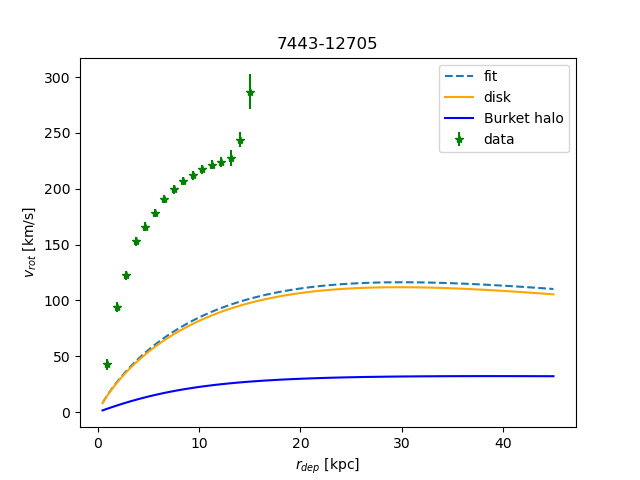 7443-12705
fit
disk
Burket halo
data
300
250
200
150
100
50
0
v_rot [km/s]
0 10 20 30 40
r_dep [kpc]